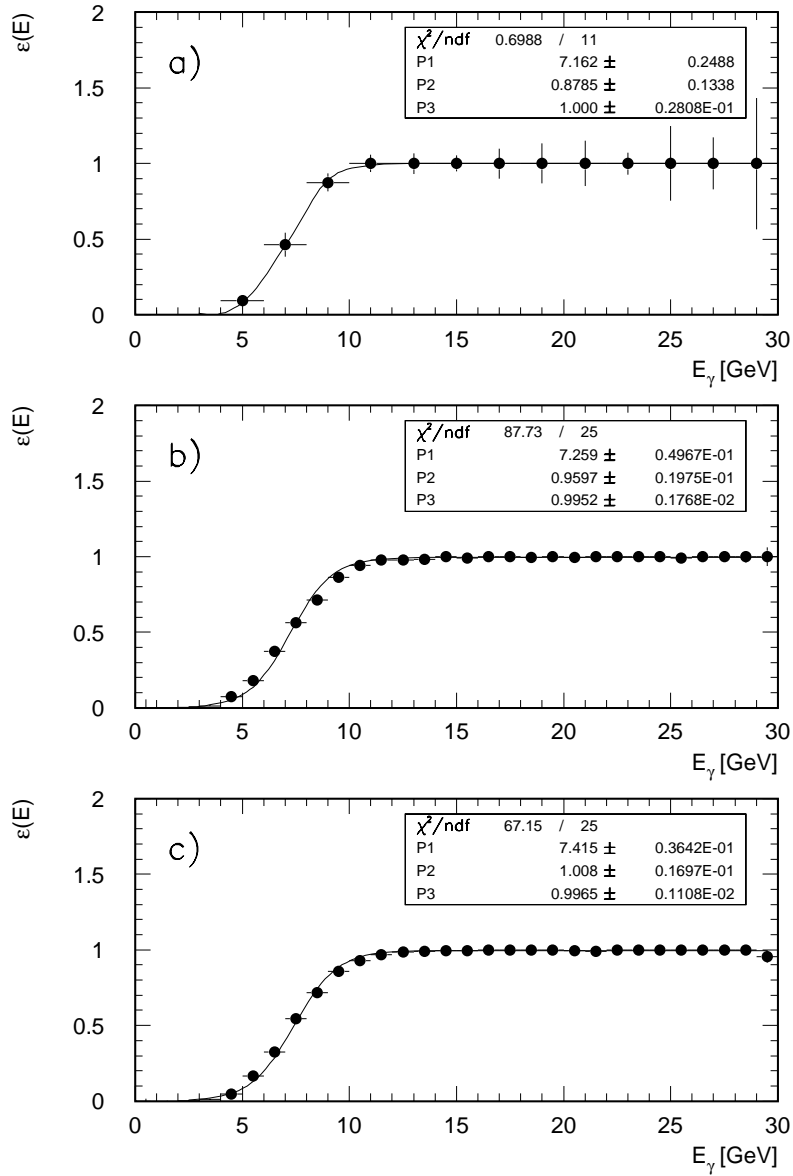 ε(E)
2
1.5
1
0.5
0
a)
χ²/ndf 0.6988 / 11
P1 7.162 ± 0.2488
P2 0.8785 ± 0.1338
P3 1.000 ± 0.2808E-01
0 5 10 15 20 25 30
E_γ [GeV]
ε(E)
2
1.5
1
0.5
0
b)
χ²/ndf 87.73 / 25
P1 7.259 ± 0.4967E-01
P2 0.9597 ± 0.1975E-01
P3 0.9952 ± 0.1768E-02
0 5 10 15 20 25 30
E_γ [GeV]
ε(E)
2
1.5
1
0.5
0
c)
χ²/ndf 67.15 / 25
P1 7.415 ± 0.3642E-01
P2 1.008 ± 0.1697E-01
P3 0.9965 ± 0.1108E-02
0 5 10 15 20 25 30
E_γ [GeV]